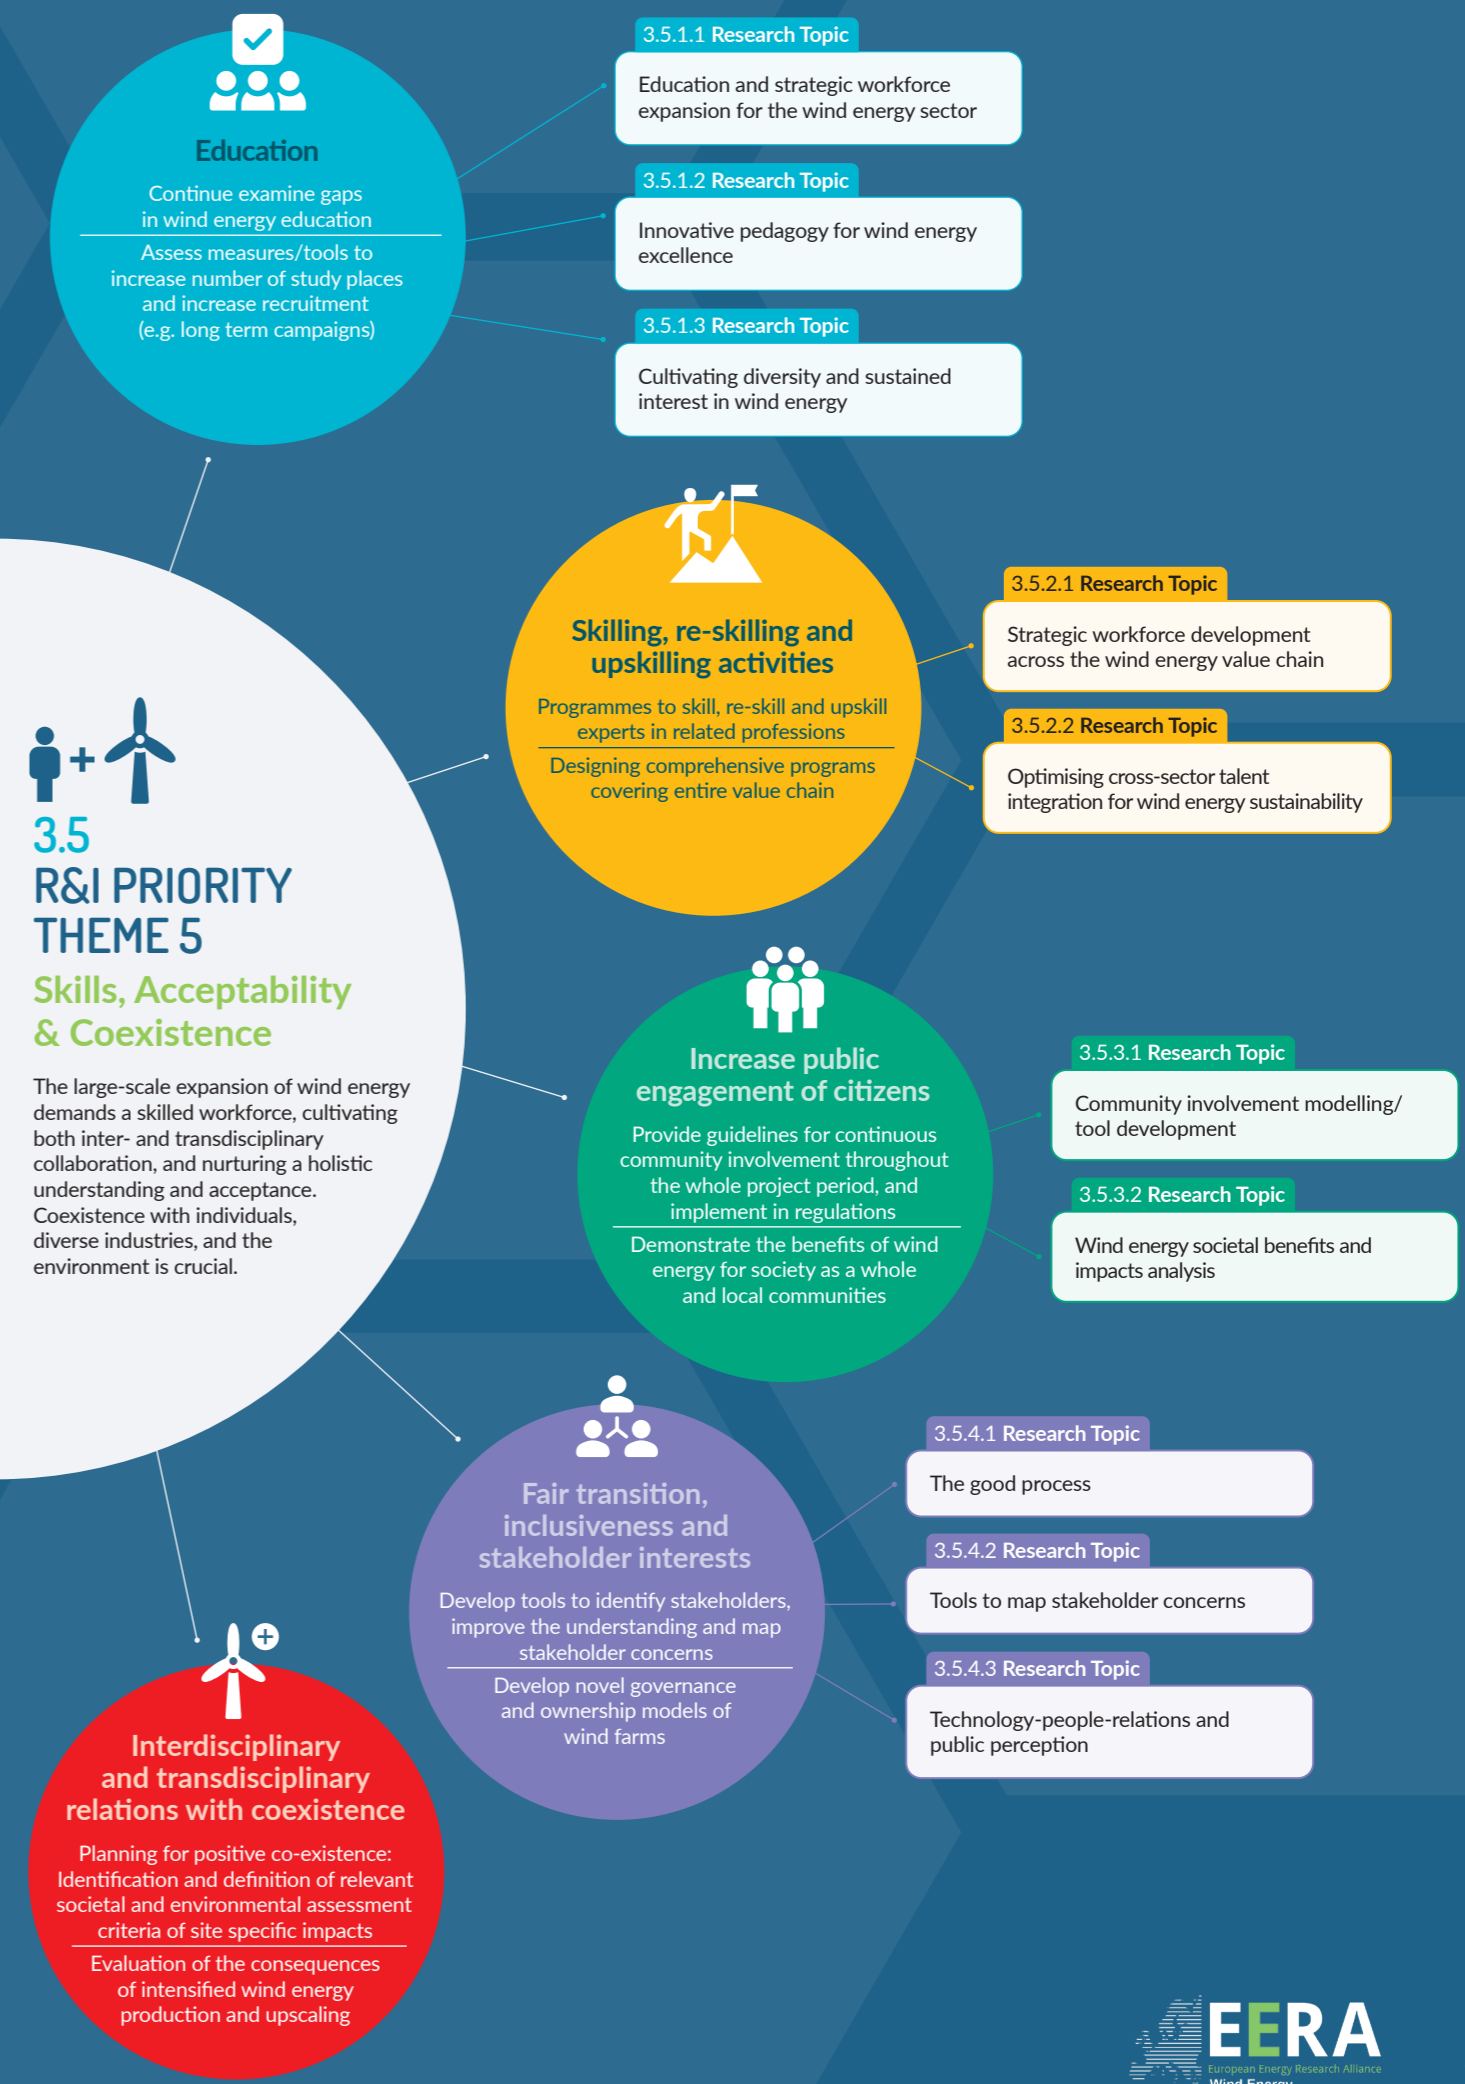 3.5
R&I PRIORITY
THEME 5
Skills, Acceptability
& Coexistence
The large-scale expansion of wind energy
demands a skilled workforce, cultivating
both inter- and transdisciplinary
collaboration, and nurturing a holistic
understanding and acceptance.
Coexistence with individuals,
diverse industries, and the
environment is crucial.
Education
Continue examine gaps
in wind energy education
Assess measures/tools to
increase number of study places
and increase recruitment
(e.g. long term campaigns)
3.5.1.1 Research Topic
Education and strategic workforce
expansion for the wind energy sector
3.5.1.2 Research Topic
Innovative pedagogy for wind energy
excellence
3.5.1.3 Research Topic
Cultivating diversity and sustained
interest in wind energy
Skilling, re-skilling and
upskilling activities
Programmes to skill, re-skill and upskill
experts in related professions
Designing comprehensive programs
covering entire value chain
3.5.2.1 Research Topic
Strategic workforce development
across the wind energy value chain
3.5.2.2 Research Topic
Optimising cross-sector talent
integration for wind energy sustainability
Increase public
engagement of citizens
Provide guidelines for continuous
community involvement throughout
the whole project period, and
implement in regulations
Demonstrate the benefits of wind
energy for society as a whole
and local communities
3.5.3.1 Research Topic
Community involvement modelling/
tool development
3.5.3.2 Research Topic
Wind energy societal benefits and
impacts analysis
Fair transition,
inclusiveness and
stakeholder interests
Develop tools to identify stakeholders,
improve the understanding and map
stakeholder concerns
Develop novel governance
and ownership models of
wind farms
3.5.4.1 Research Topic
The good process
3.5.4.2 Research Topic
Tools to map stakeholder concerns
3.5.4.3 Research Topic
Technology-people-relations and
public perception
Interdisciplinary
and transdisciplinary
relations with coexistence
Planning for positive co-existence:
Identification and definition of relevant
societal and environmental assessment
criteria of site specific impacts
Evaluation of the consequences
of intensified wind energy
production and upscaling
EERA
European Energy Research Alliance
Wind Energy